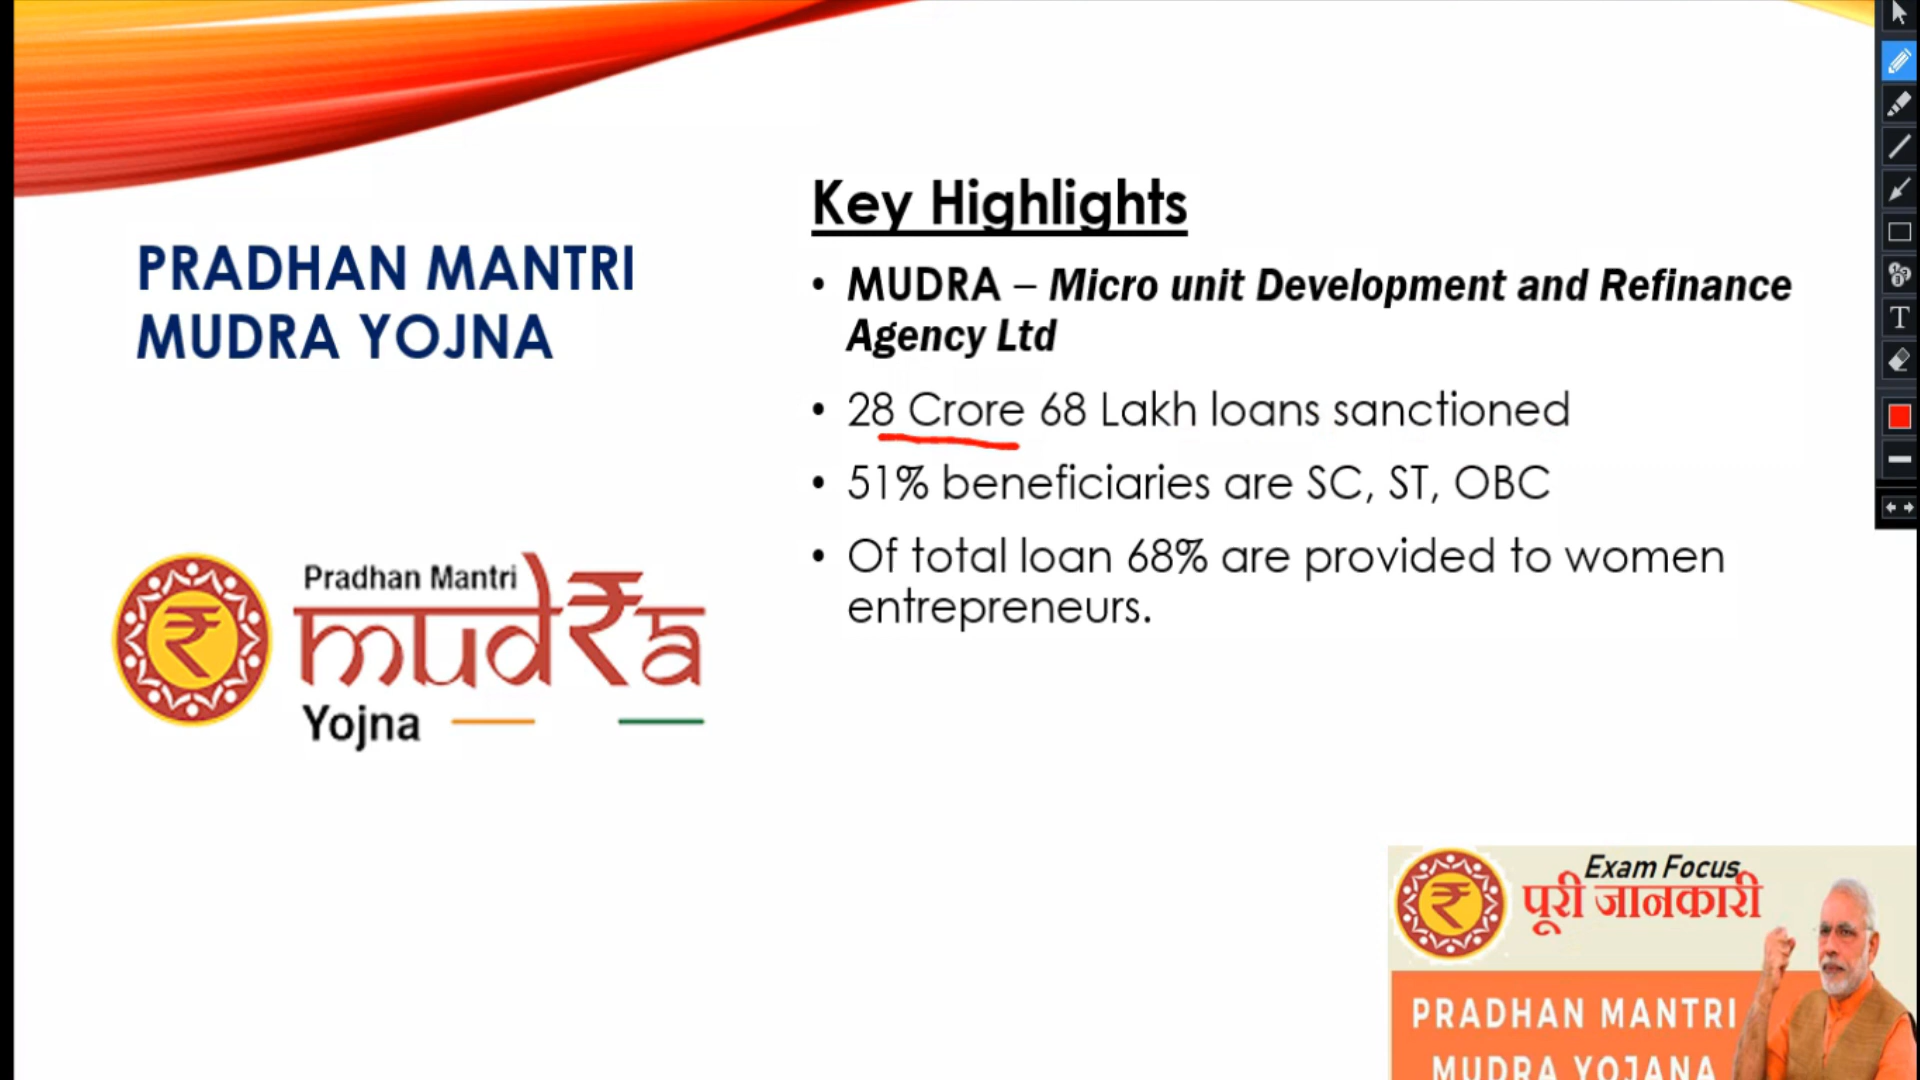 PRADHAN MANTRI
MUDRA YOJNA
Pradhan Mantri
mudra
Yojna
Key Highlights
• MUDRA – Micro unit Development and Refinance
Agency Ltd
• 28 Crore 68 Lakh loans sanctioned
• 51% beneficiaries are SC, ST, OBC
• Of total loan 68% are provided to women
entrepreneurs.
Exam Focus
पूरी जानकारी
PRADHAN MANTRI
MUDRA YOJANA